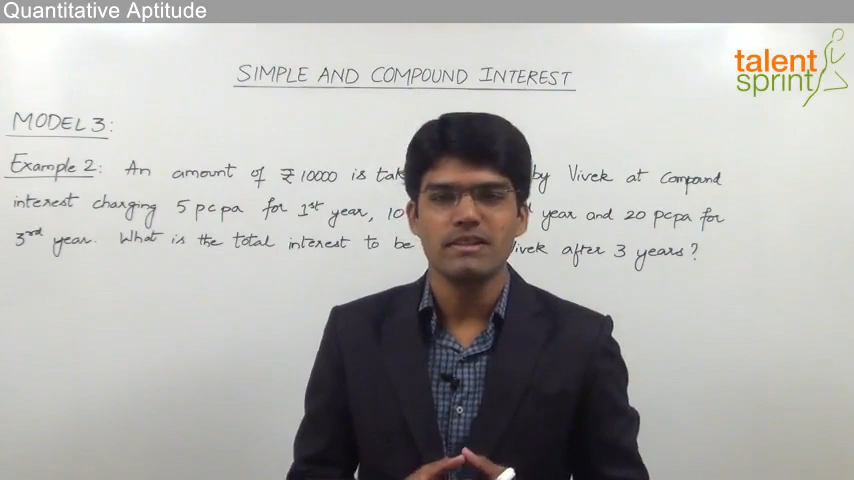 Quantitative Aptitude
talent
sprint
SIMPLE AND COMPOUND INTEREST
MODEL 3:
Example 2: An amount of ₹ 10000 is by Vivek at compound
interest charging 5 pcpa for 1st year, 10 year and 20 pcpa for
3rd year. What is the total interest to be Vivek after 3 years?